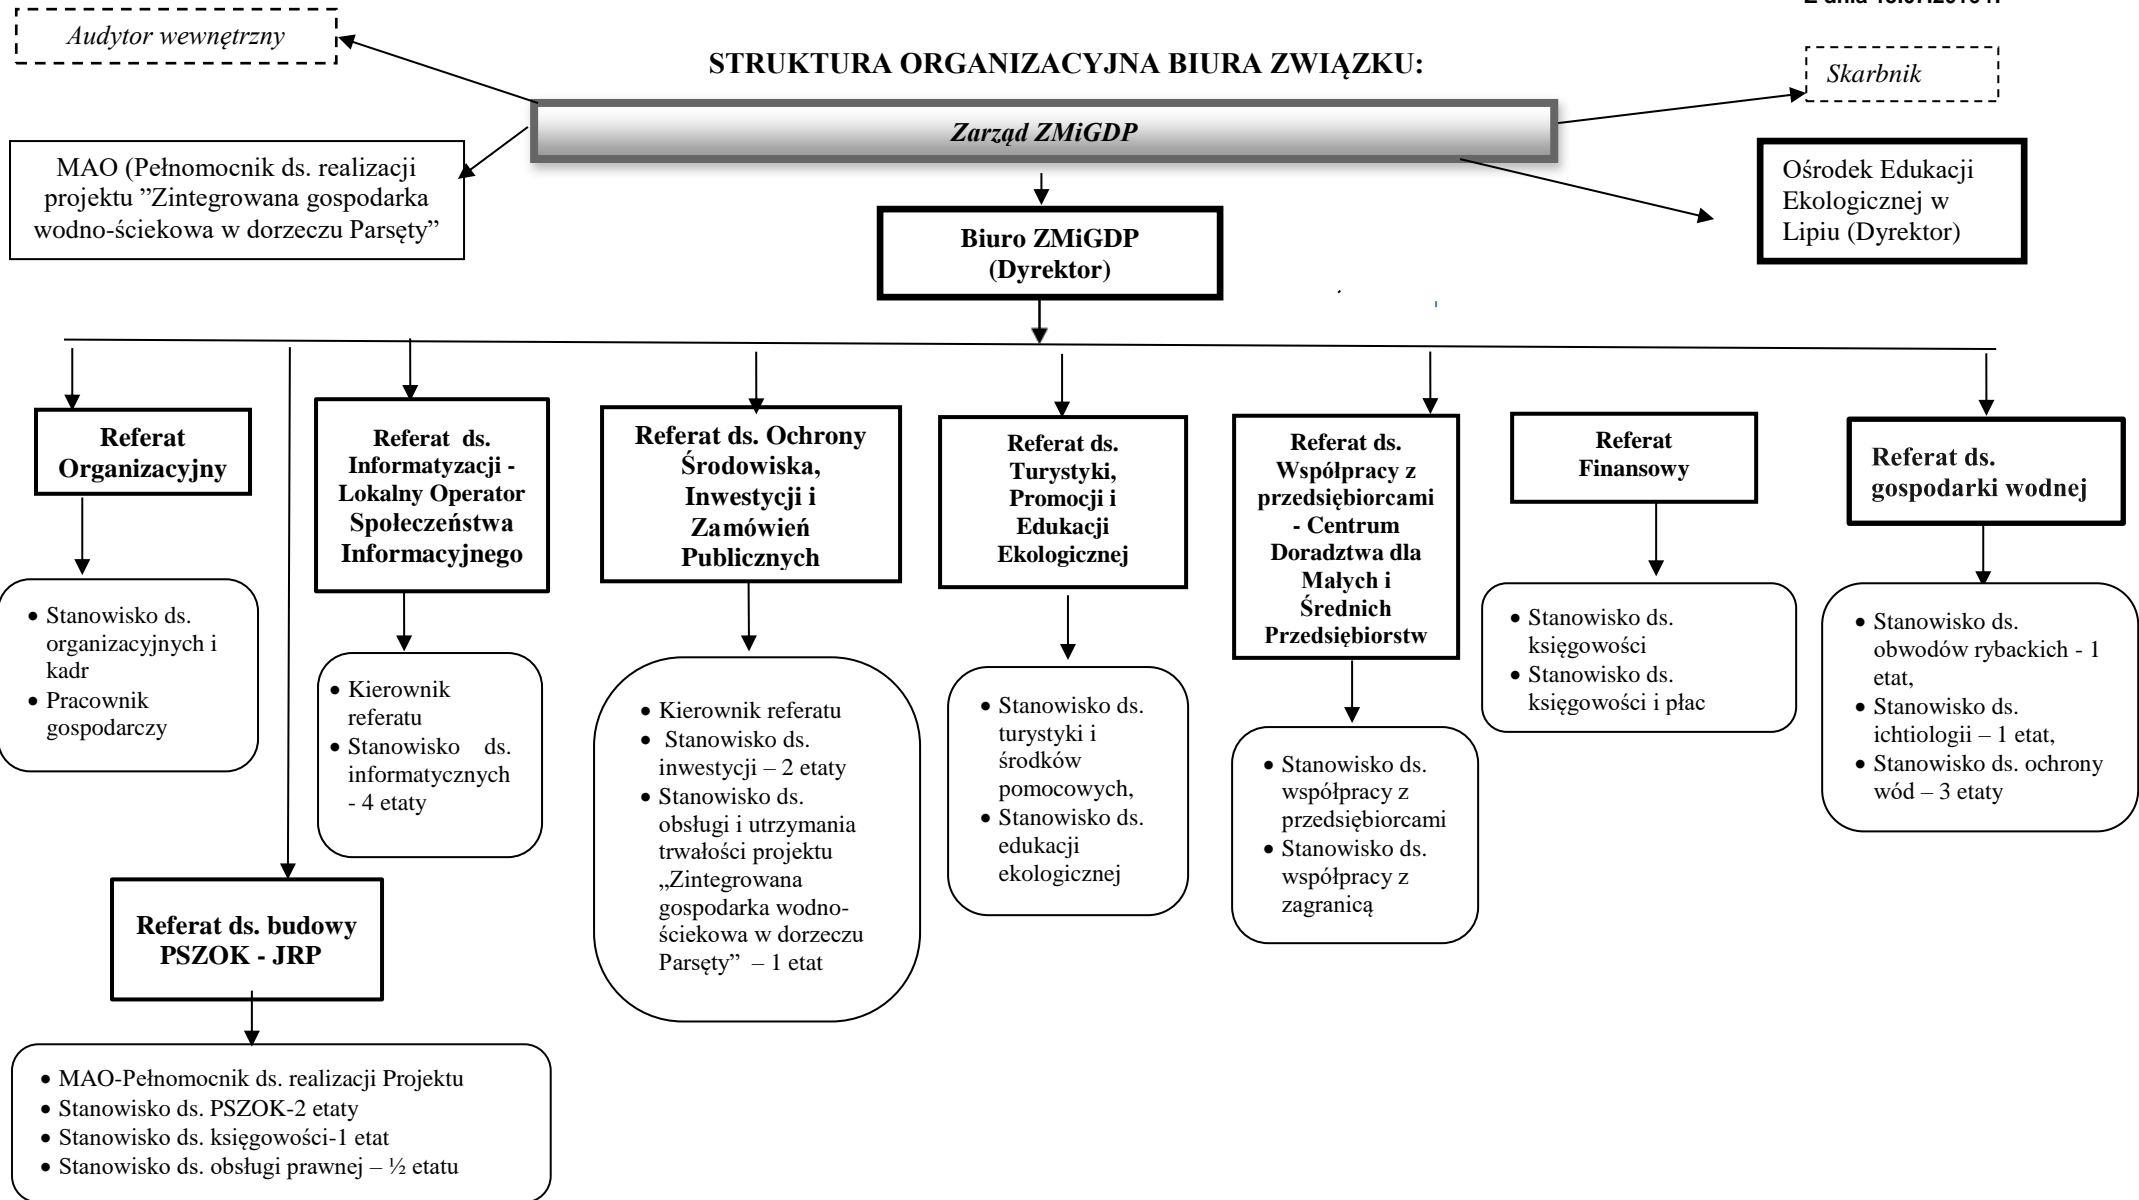 Audytor wewnętrzny
STRUKTURA ORGANIZACYJNA BIURA ZWIĄZKU:
Skarbnik
Zarząd ZMiGDP
MAO (Pełnomocnik ds. realizacji
projektu ”Zintegrowana gospodarka
wodno-ściekowa w dorzeczu Parsęty”
Ośrodek Edukacji
Ekologicznej w
Lipiu (Dyrektor)
Biuro ZMiGDP
(Dyrektor)
Referat
Organizacyjny
Referat ds.
Informatyzacji -
Lokalny Operator
Społeczeństwa
Informacyjnego
Referat ds. Ochrony
Środowiska,
Inwestycji i
Zamówień
Publicznych
Referat ds.
Turystyki,
Promocji i
Edukacji
Ekologicznej
Referat ds.
Współpracy z
przedsiębiorcami
- Centrum
Doradztwa dla
Małych i
Średnich
Przedsiębiorstw
Referat
Finansowy
Referat ds.
gospodarki wodnej
• Stanowisko ds.
organizacyjnych i
kadr
• Pracownik
gospodarczy
• Kierownik
referatu
• Stanowisko ds.
informatycznych
- 4 etaty
• Kierownik referatu
• Stanowisko ds.
inwestycji – 2 etaty
• Stanowisko ds.
obsługi i utrzymania
trwałości projektu
„Zintegrowana
gospodarka wodno-
ściekowa w dorzeczu
Parsęty” – 1 etat
• Stanowisko ds.
turystyki i
środków
pomocowych,
• Stanowisko ds.
edukacji
ekologicznej
• Stanowisko ds.
współpracy z
przedsiębiorcami
• Stanowisko ds.
współpracy z
zagranicą
• Stanowisko ds.
księgowości
• Stanowisko ds.
księgowości i płac
• Stanowisko ds.
obwodów rybackich - 1
etat,
• Stanowisko ds.
ichtiologii – 1 etat,
• Stanowisko ds. ochrony
wód – 3 etaty
Referat ds. budowy
PSZOK - JRP
• MAO-Pełnomocnik ds. realizacji Projektu
• Stanowisko ds. PSZOK-2 etaty
• Stanowisko ds. księgowości-1 etat
• Stanowisko ds. obsługi prawnej – ½ etatu